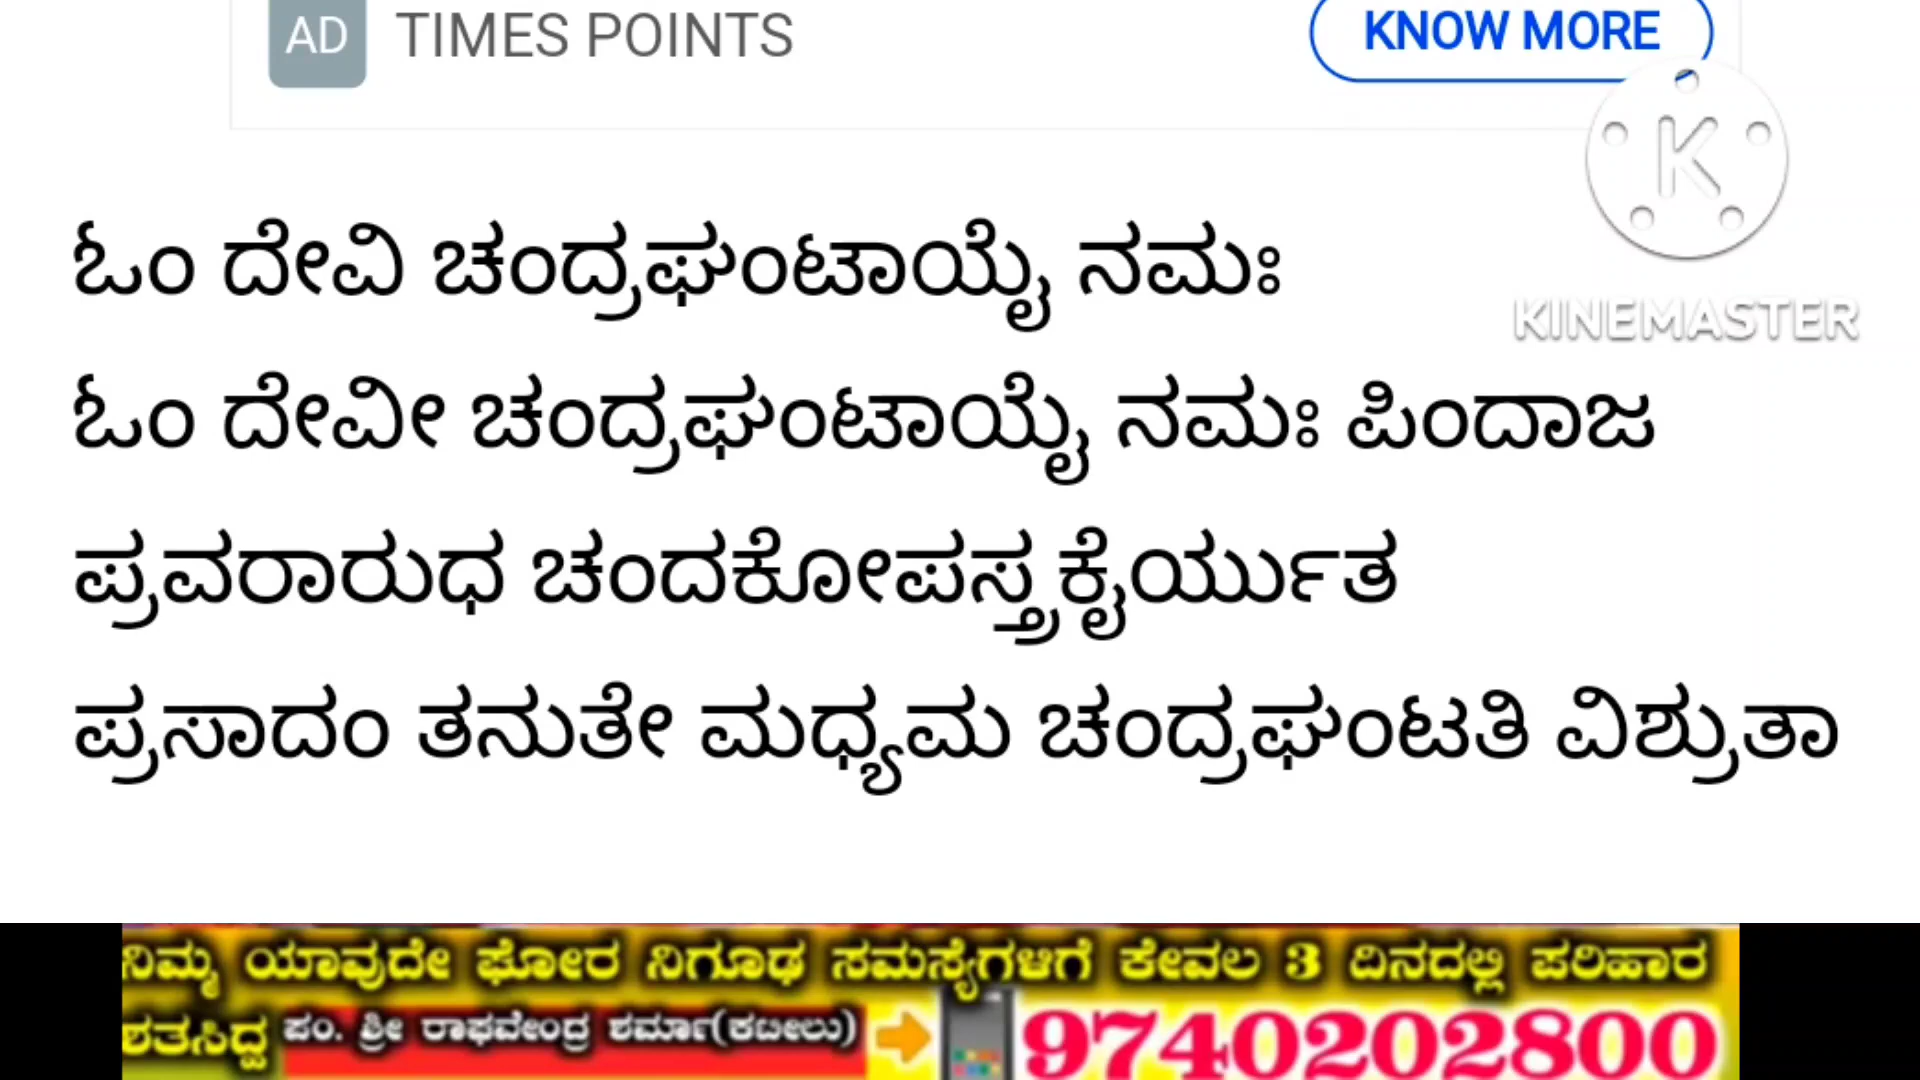 AD TIMES POINTS KNOW MORE
KINEMASTER
ಓಂ ದೇವಿ ಚಂದ್ರಘಂಟಾಯೈ ನಮಃ
ಓಂ ದೇವೀ ಚಂದ್ರಘಂಟಾಯೈ ನಮಃ ಪಿಂದಾಜ
ಪ್ರವರಾರುಧ ಚಂದಕೋಪಸ್ತ್ರಕೈರ್ಯುತ
ಪ್ರಸಾದಂ ತನುತೇ ಮಧ್ಯಮ ಚಂದ್ರಘಂಟತಿ ವಿಶ್ರುತಾ
ನಿಮ್ಮ ಯಾವುದೇ ಘೋರ ನಿಗೂಢ ಸಮಸ್ಯೆಗಳಿಗೆ ಕೇವಲ 3 ದಿನದಲ್ಲಿ ಪರಿಹಾರ
ಶತಸಿದ್ಧ ಪಂ. ಶ್ರೀ ರಾಘವೇಂದ್ರ ಶರ್ಮಾ(ಕಟೀಲು) 9740202800